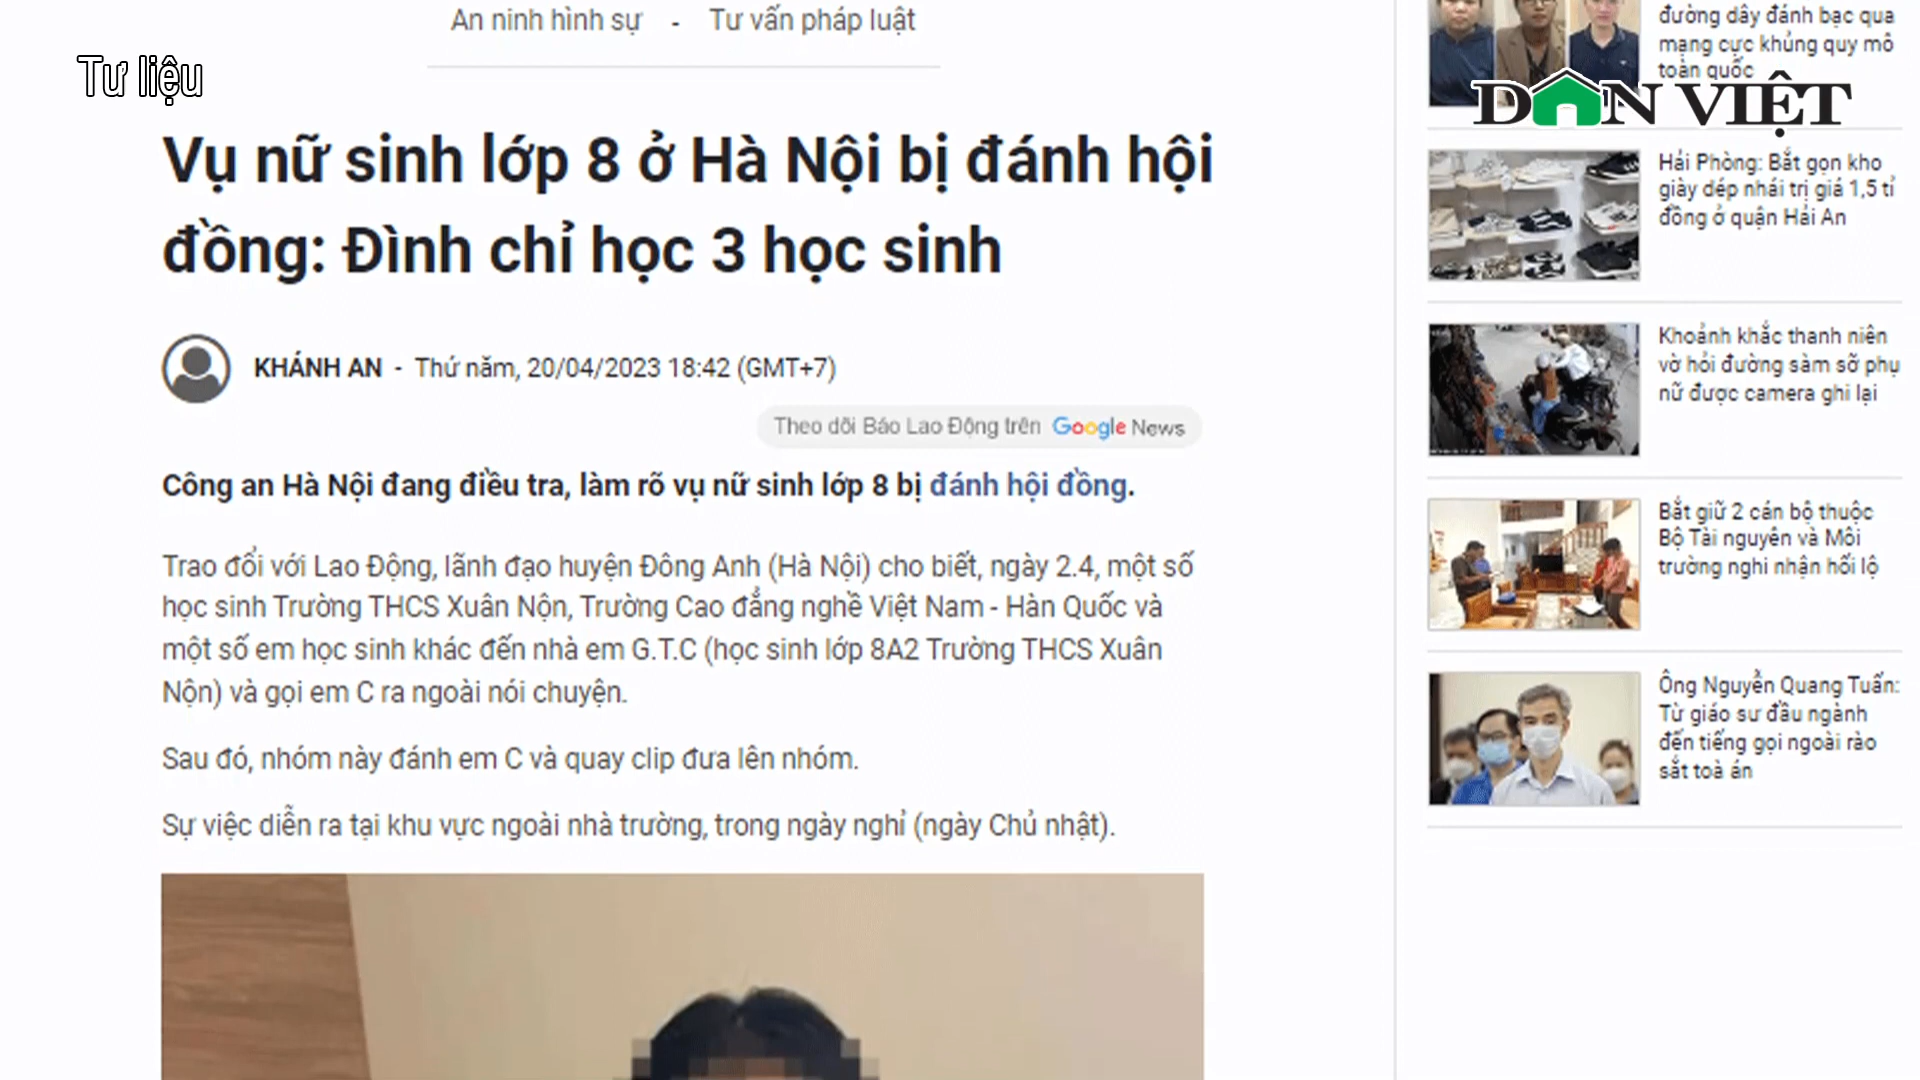 An ninh hình sự - Tư vấn pháp luật
Tư liệu
Vụ nữ sinh lớp 8 ở Hà Nội bị đánh hội
đồng: Đình chỉ học 3 học sinh
KHÁNH AN - Thứ năm, 20/04/2023 18:42 (GMT+7)
Theo dõi Báo Lao Động trên Google News
Công an Hà Nội đang điều tra, làm rõ vụ nữ sinh lớp 8 bị đánh hội đồng.
Trao đổi với Lao Động, lãnh đạo huyện Đông Anh (Hà Nội) cho biết, ngày 2.4, một số
học sinh Trường THCS Xuân Nộn, Trường Cao đẳng nghề Việt Nam - Hàn Quốc và
một số em học sinh khác đến nhà em G.T.C (học sinh lớp 8A2 Trường THCS Xuân
Nộn) và gọi em C ra ngoài nói chuyện.
Sau đó, nhóm này đánh em C và quay clip đưa lên nhóm.
Sự việc diễn ra tại khu vực ngoài nhà trường, trong ngày nghỉ (ngày Chủ nhật).
đường dây đánh bạc qua
mạng cực khủng quy mô
toàn quốc
DÂN VIỆT
Hải Phòng: Bắt gọn kho
giày dép nhái trị giá 1,5 tỉ
đồng ở quận Hải An
Khoảnh khắc thanh niên
vờ hỏi đường sàm sỡ phụ
nữ được camera ghi lại
Bắt giữ 2 cán bộ thuộc
Bộ Tài nguyên và Môi
trường nghi nhận hối lộ
Ông Nguyễn Quang Tuấn:
Từ giáo sư đầu ngành
đến tiếng gọi ngoài rào
sắt toà án